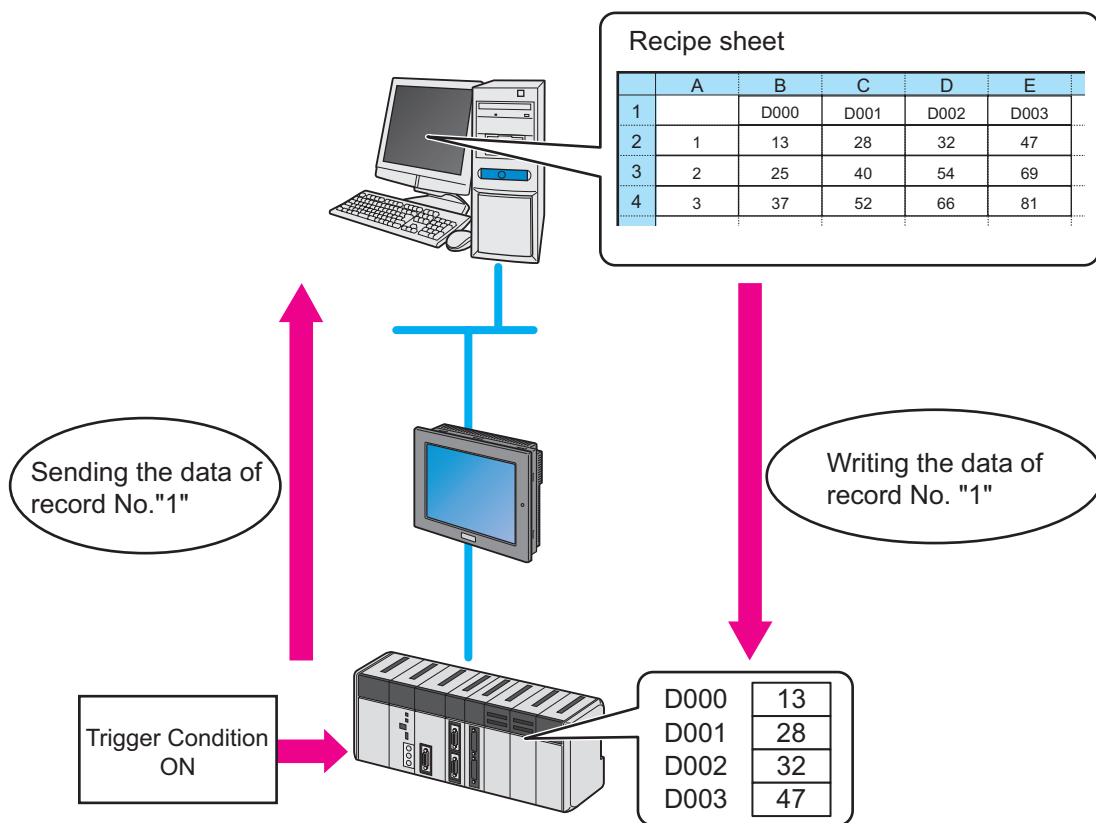 Recipe sheet
A B C D E
1 D000 D001 D002 D003
2 1 13 28 32 47
3 2 25 40 54 69
4 3 37 52 66 81
Sending the data of
record No."1"
Writing the data of
record No. "1"
Trigger Condition
ON
D000 13
D001 28
D002 32
D003 47